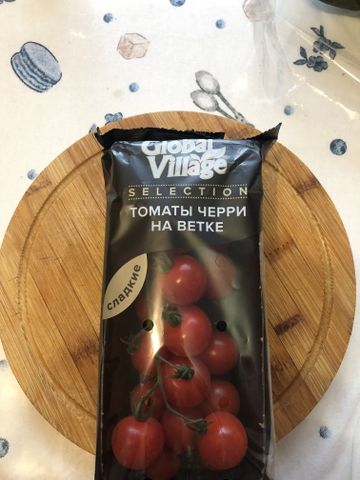 Global
Village
SELECTION
ТОМАТЫ ЧЕРРИ
НА ВЕТКЕ
сладкие